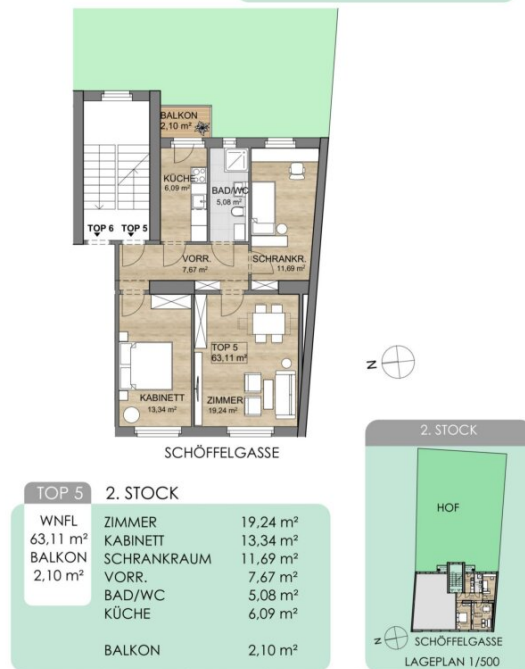 BALKON
2,10 m²
KÜCHE
6,09 m²
BAD/WC
5,08 m²
TOP 6 TOP 5
VORR.
7,67 m²
SCHRANKR.
11,69 m²
TOP 5
63,11 m²
KABINETT
13,34 m²
ZIMMER
19,24 m²
N
SCHÖFFELGASSE
TOP 5 2. STOCK
WNFL
63,11 m²
BALKON
2,10 m²
ZIMMER 19,24 m²
KABINETT 13,34 m²
SCHRANKRAUM 11,69 m²
VORR. 7,67 m²
BAD/WC 5,08 m²
KÜCHE 6,09 m²
BALKON 2,10 m²
2. STOCK
HOF
N
SCHÖFFELGASSE
LAGEPLAN 1/500